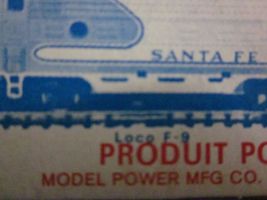 SANTA FE
Loco F-9
PRODUIT PO
MODEL POWER MFG CO.